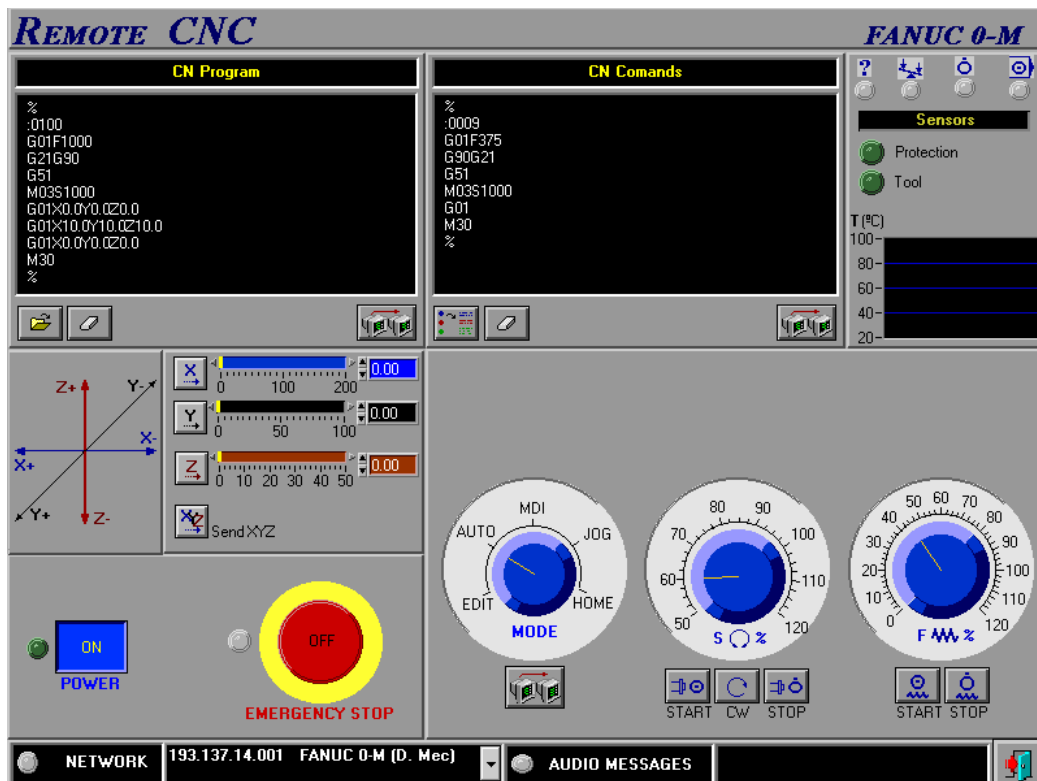 REMOTE CNC
FANUC 0-M
CN Program
%
:0100
G01F1000
G21G90
G51
M03S1000
G01X0.0Y0.0Z0.0
G01X10.0Y10.0Z10.0
G01X0.0Y0.0Z0.0
M30
%
CN Comands
%
:0009
G01F375
G90G21
G51
M03S1000
G01
M30
%
?
Sensors
Protection
Tool
T (ºC)
100
80
60
40
20
Z+
Y-
X-
X+
Y+
Z-
X
0.00
0 100 200
Y
0.00
0 50 100
Z
0.00
0 10 20 30 40 50
XYZ
Send XYZ
ON
POWER
OFF
EMERGENCY STOP
EDIT
AUTO
MDI
JOG
HOME
MODE
50
60
70
80
90
100
110
120
S %
START
CW
STOP
0
10
20
30
40
50
60
70
80
90
100
110
120
F %
START
STOP
NETWORK
193.137.14.001 FANUC 0-M (D. Mec)
AUDIO MESSAGES